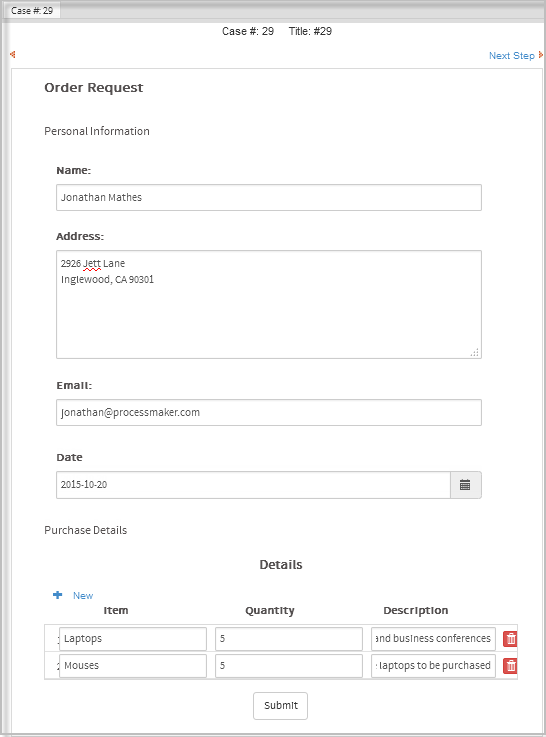 Case #: 29
Case #: 29 Title: #29
Next Step
Order Request
Personal Information
Name:
Jonathan Mathes
Address:
2926 Jett Lane
Inglewood, CA 90301
Email:
jonathan@processmaker.com
Date
2015-10-20
Purchase Details
Details
New
Item Quantity Description
Laptops 5 and business conferences
2 Mouses 5 laptops to be purchased
Submit